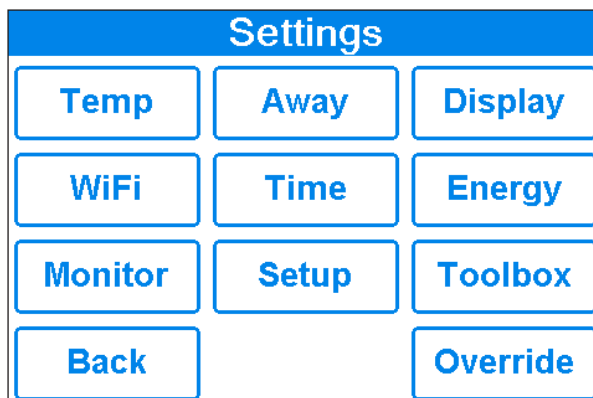 Settings
Temp Away Display
WiFi Time Energy
Monitor Setup Toolbox
Back Override